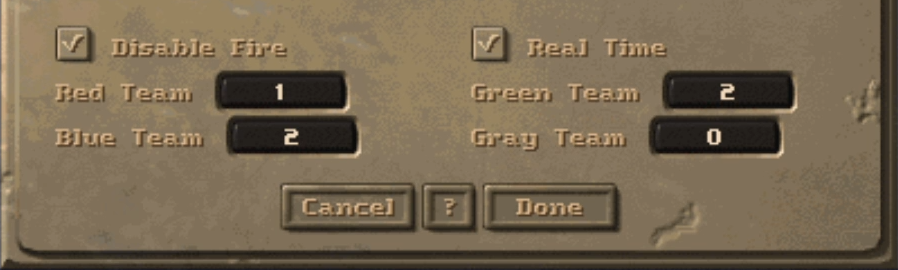 Disable Fire Real Time
Red Team 1 Green Team 2
Blue Team 2 Gray Team 0
Cancel ? Done